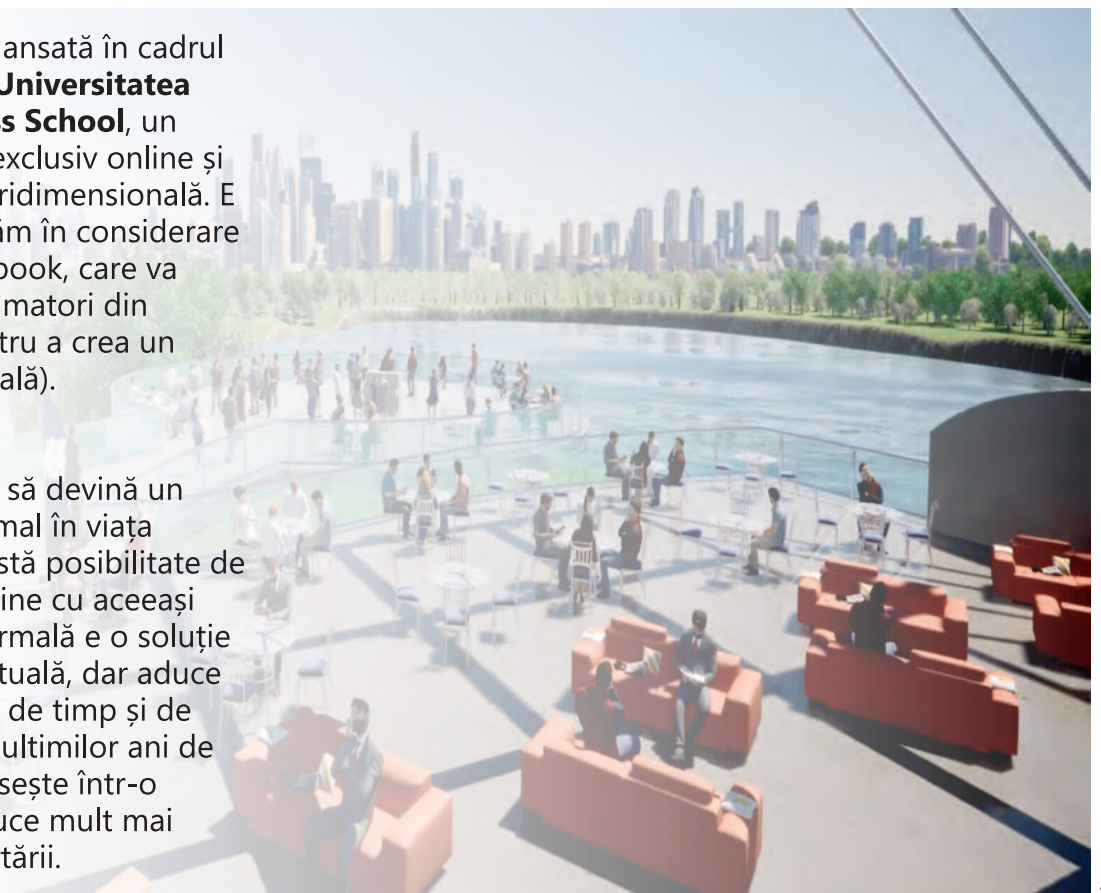 ansată în cadrul
Universitatea
ss School, un
exclusiv online și
ridimensională. E
ăm în considerare
book, care va
matori din
tru a crea un
ală).
să devină un
mal în viața
stă posibilitate de
ine cu aceeași
rmală e o soluție
tuală, dar aduce
de timp și de
ultimilor ani de
sește într-o
uce mult mai
tării.